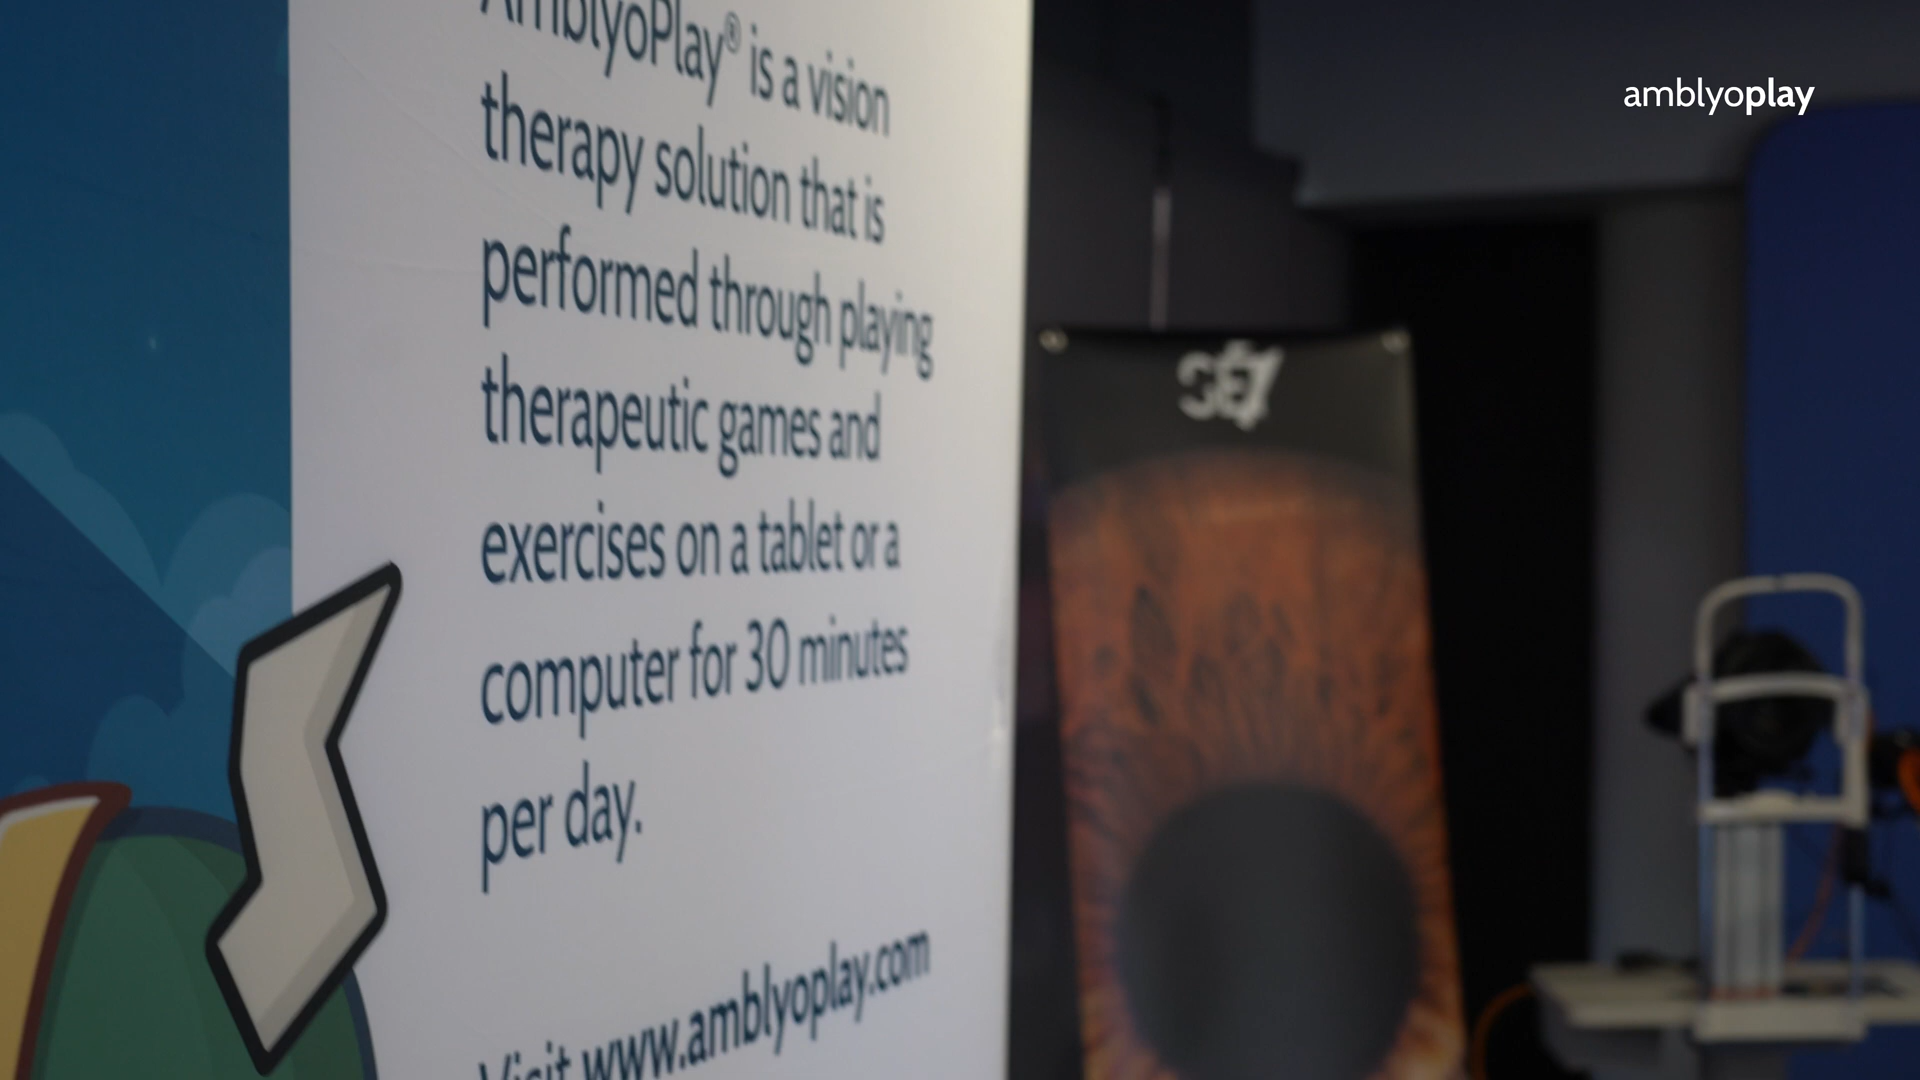 AmblyoPlay® is a vision
therapy solution that is
performed through playing
therapeutic games and
exercises on a tablet or a
computer for 30 minutes
per day.
Visit www.amblyoplay.com
amblyoplay